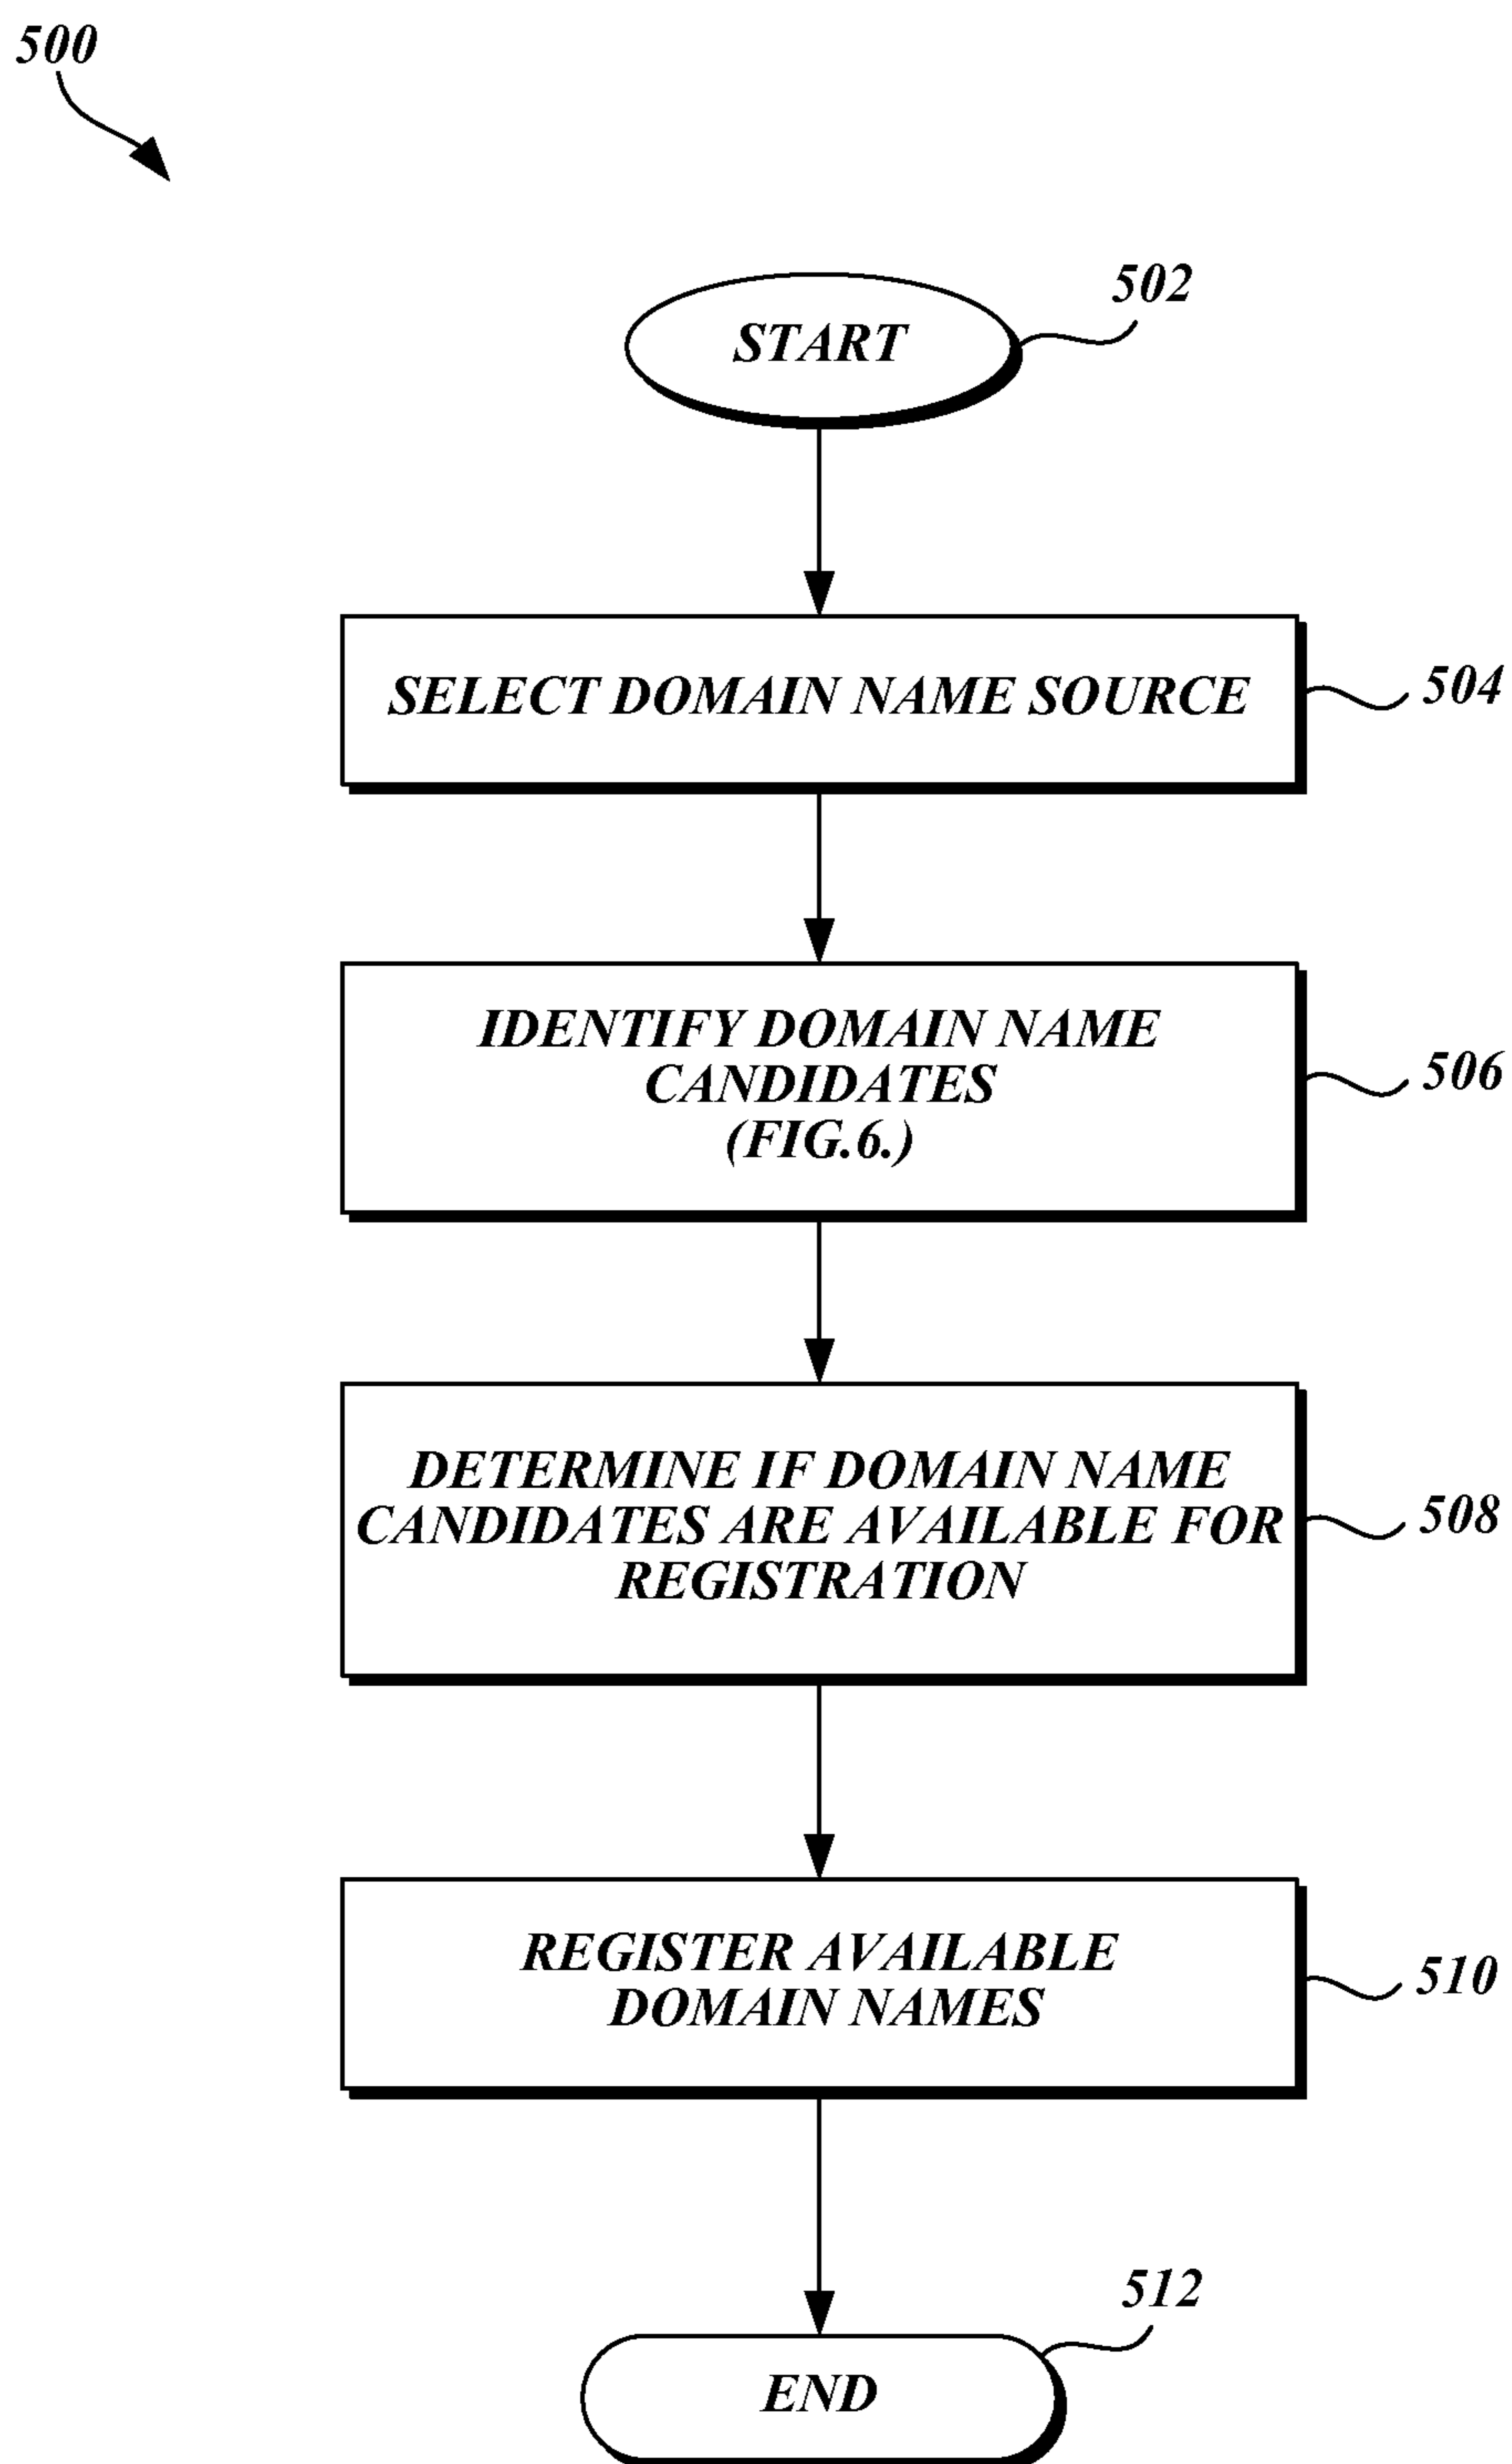 500
502
START
SELECT DOMAIN NAME SOURCE
504
IDENTIFY DOMAIN NAME
CANDIDATES
(FIG.6.)
506
DETERMINE IF DOMAIN NAME
CANDIDATES ARE AVAILABLE FOR
REGISTRATION
508
REGISTER AVAILABLE
DOMAIN NAMES
510
512
END